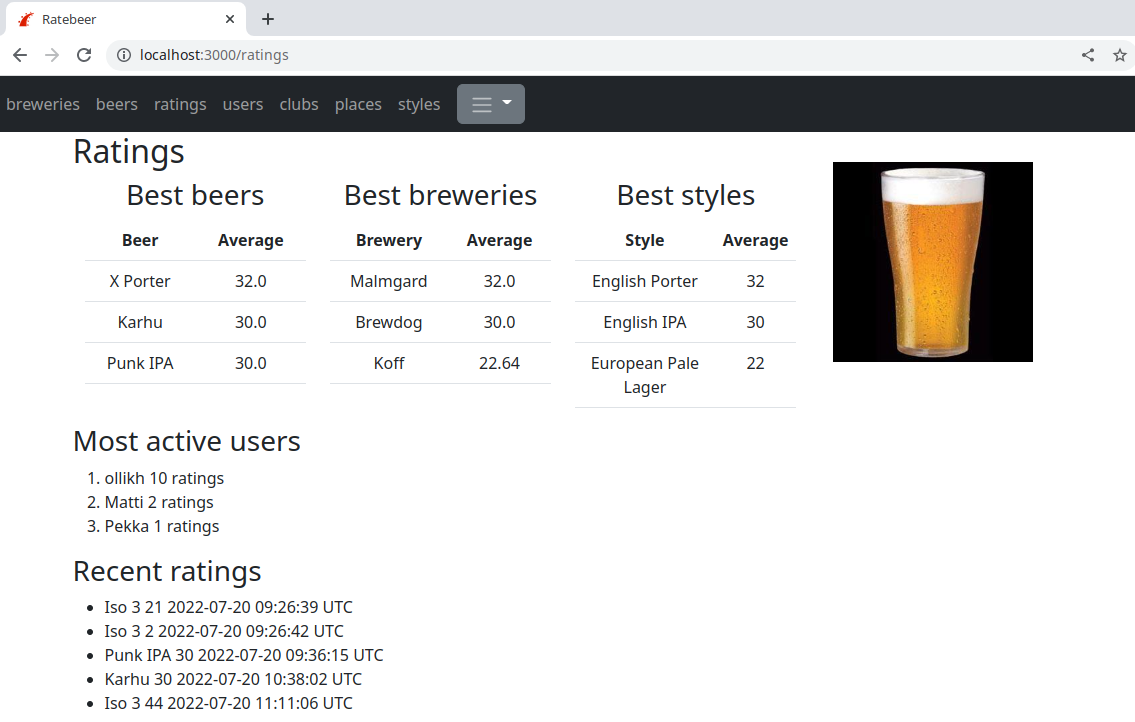 Ratebeer
localhost:3000/ratings
breweries beers ratings users clubs places styles
Ratings
Best beers
Beer Average
X Porter 32.0
Karhu 30.0
Punk IPA 30.0
Best breweries
Brewery Average
Malmgard 32.0
Brewdog 30.0
Koff 22.64
Best styles
Style Average
English Porter 32
English IPA 30
European Pale 22
Lager
Most active users
1. ollikh 10 ratings
2. Matti 2 ratings
3. Pekka 1 ratings
Recent ratings
• Iso 3 21 2022-07-20 09:26:39 UTC
• Iso 3 2 2022-07-20 09:26:42 UTC
• Punk IPA 30 2022-07-20 09:36:15 UTC
• Karhu 30 2022-07-20 10:38:02 UTC
• Iso 3 44 2022-07-20 11:11:06 UTC